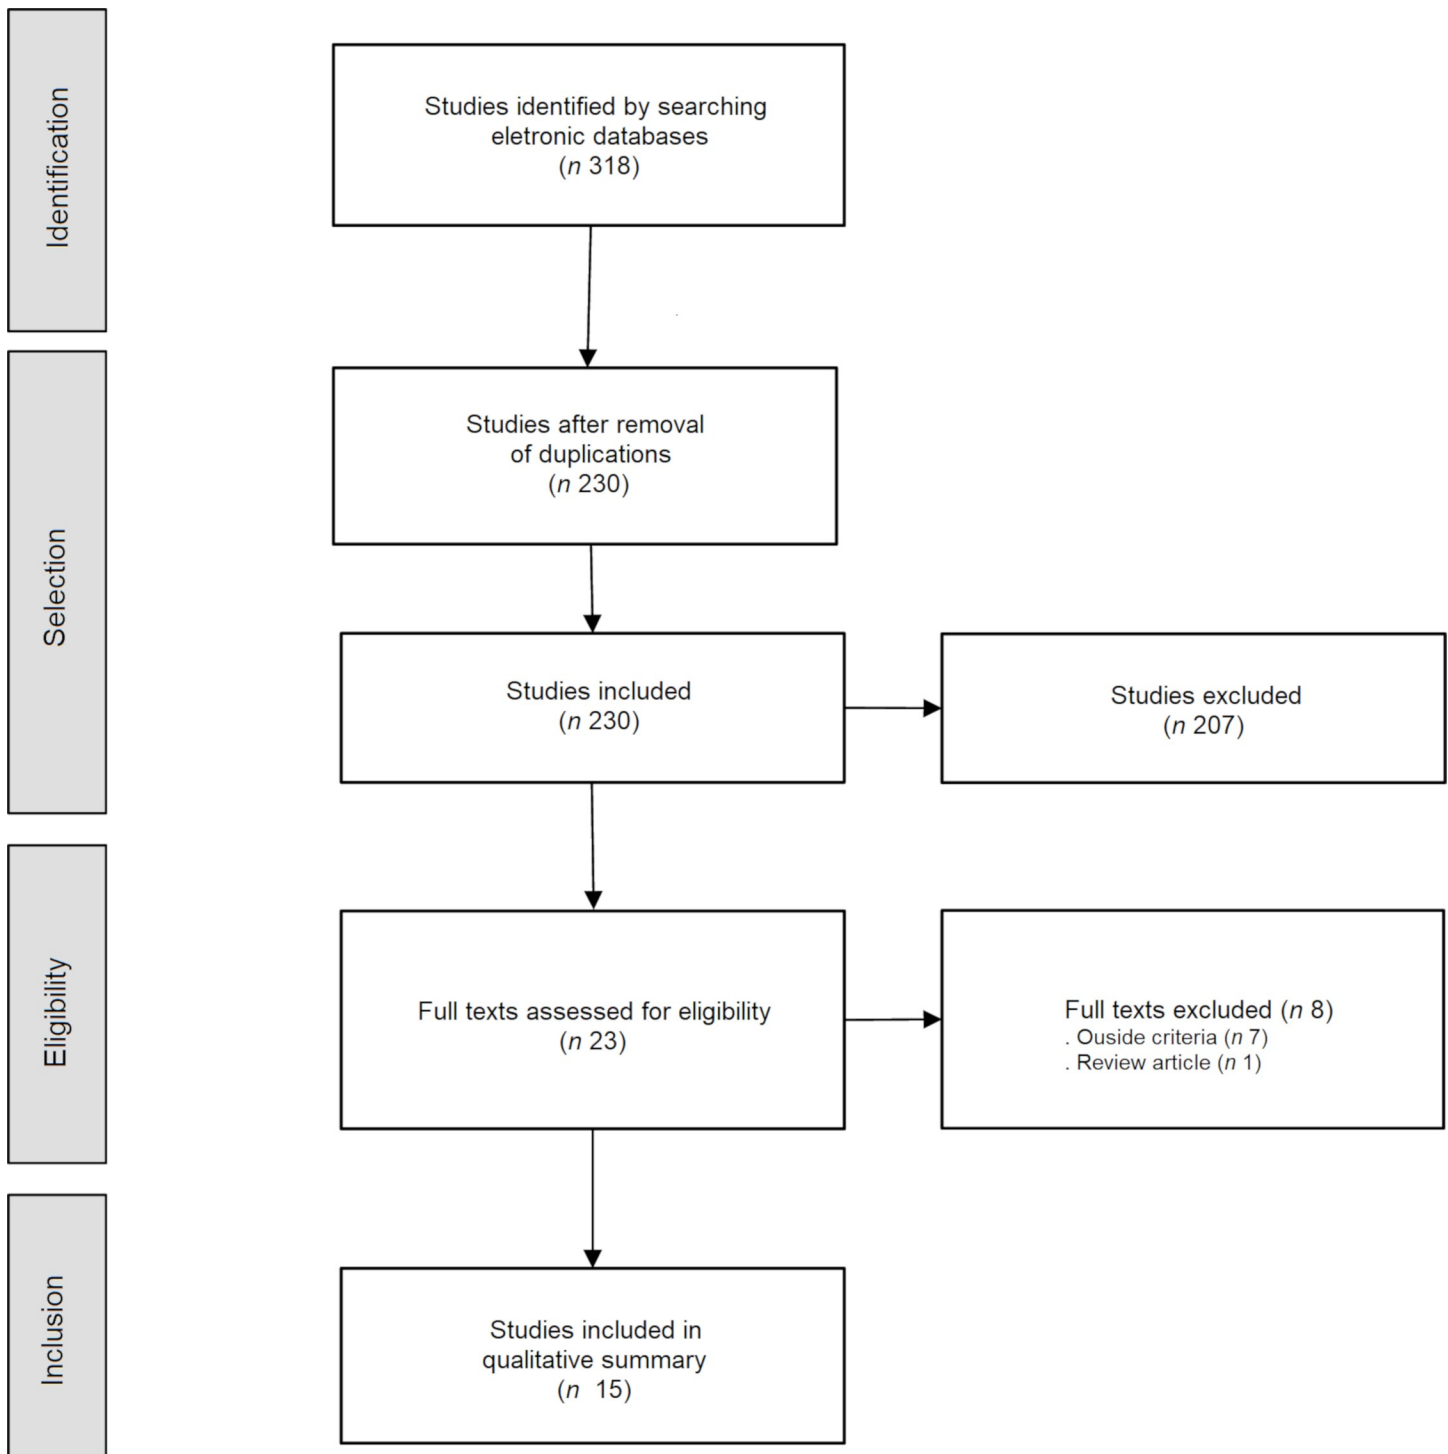 Identification
Studies identified by searching
eletronic databases
(n 318)
Selection
Studies after removal
of duplications
(n 230)
Studies included
(n 230)
Studies excluded
(n 207)
Eligibility
Full texts assessed for eligibility
(n 23)
Full texts excluded (n 8)
. Ouside criteria (n 7)
. Review article (n 1)
Inclusion
Studies included in
qualitative summary
(n  15)